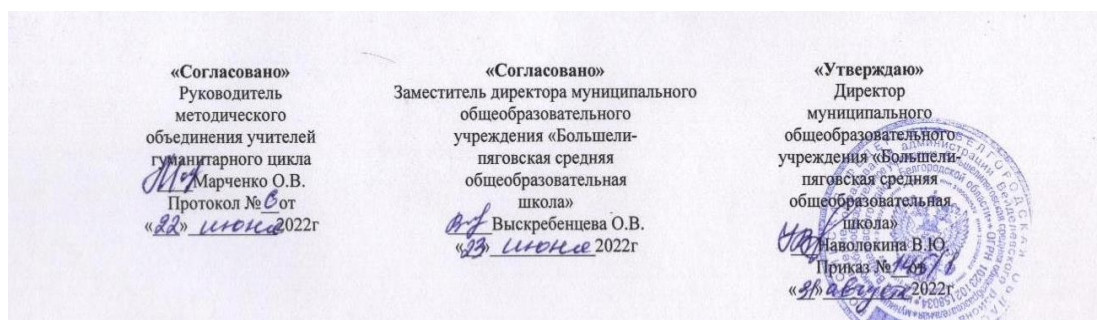 «Согласовано»
Руководитель
методического
объединения учителей
гуманитарного цикла
Марченко О.В.
Протокол № 6 от
«22» июня 2022г
«Согласовано»
Заместитель директора муниципального
общеобразовательного
учреждения «Большели-
пяговская средняя
общеобразовательная
школа»
Выскребенцева О.В.
«23» июня 2022г
«Утверждаю»
Директор
муниципального
общеобразовательного
учреждения «Большели-
пяговская средняя
общеобразовательная
школа»
Наволокина В.Ю.
Приказ № от
«31» августа 2022г.